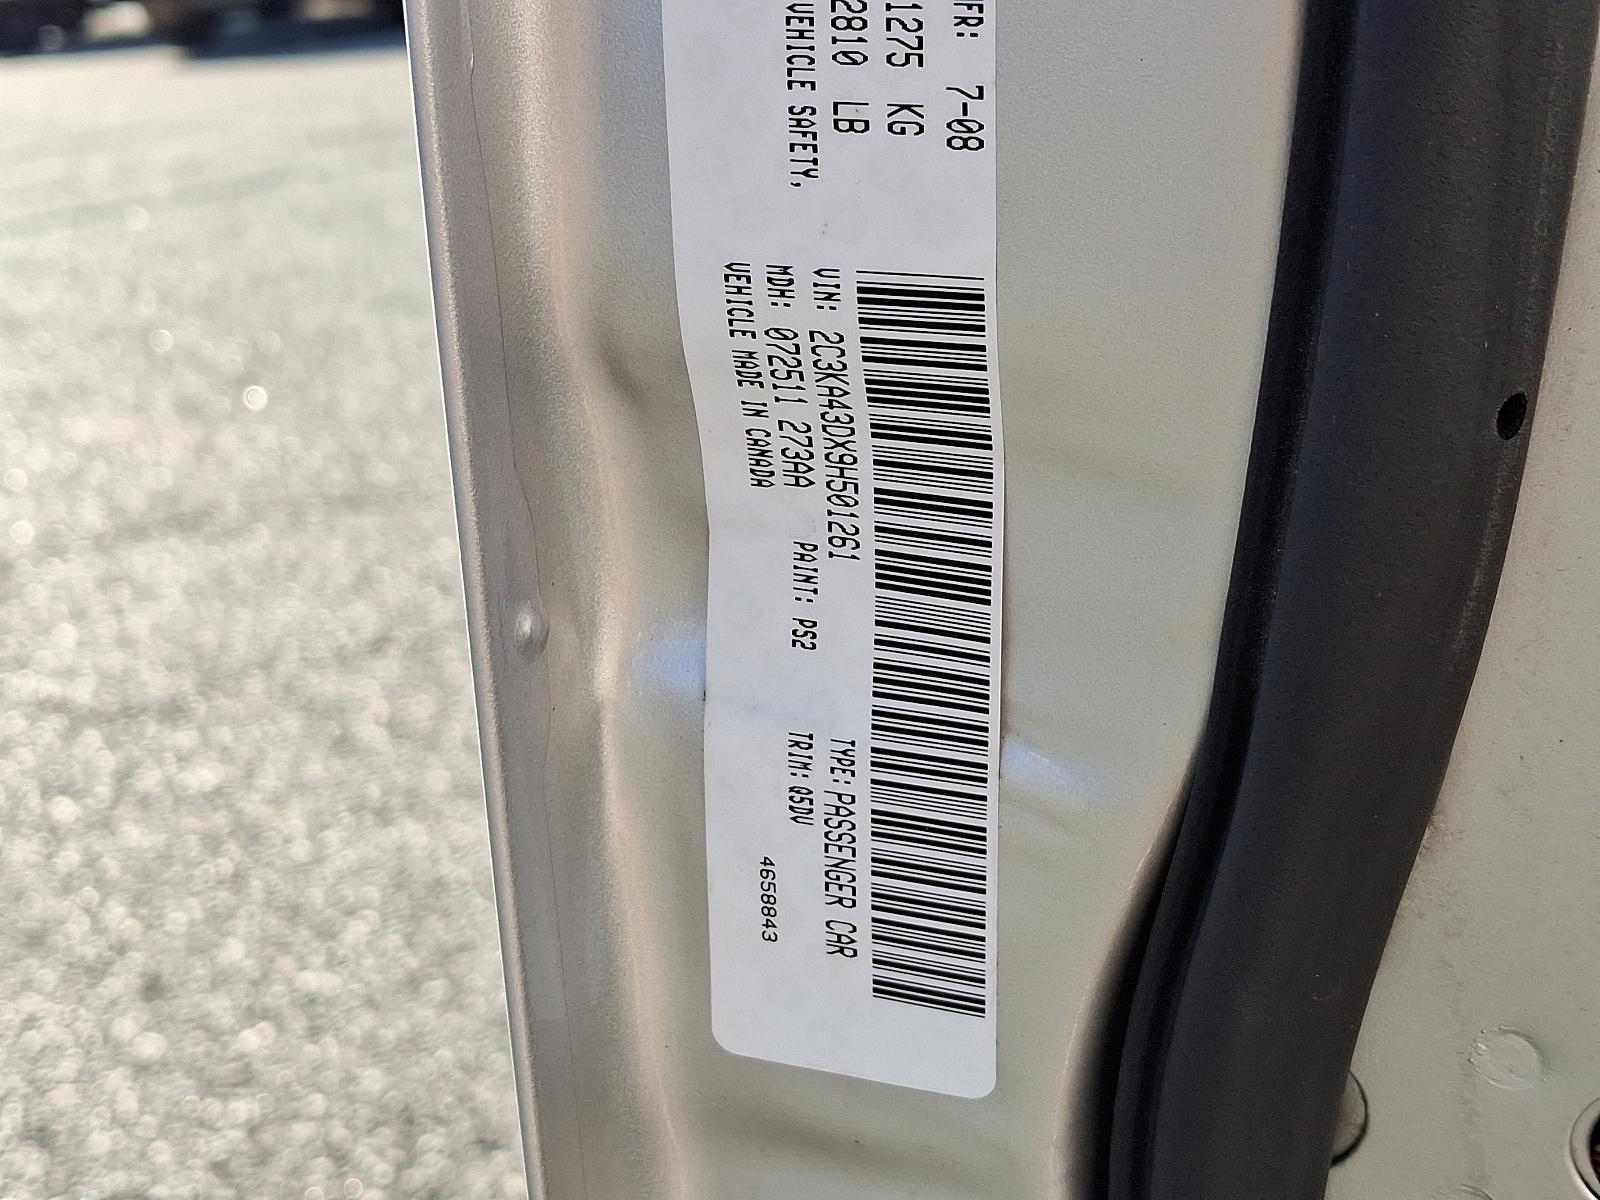 FR: 7-08
1275 KG
2810 LB
VEHICLE SAFETY,
VIN: 2C3KA43DX9H501261 TYPE: PASSENGER CAR
MDH: 072511 273AA PAINT: PS2 TRIM: Q5DV
VEHICLE MADE IN CANADA
4658843